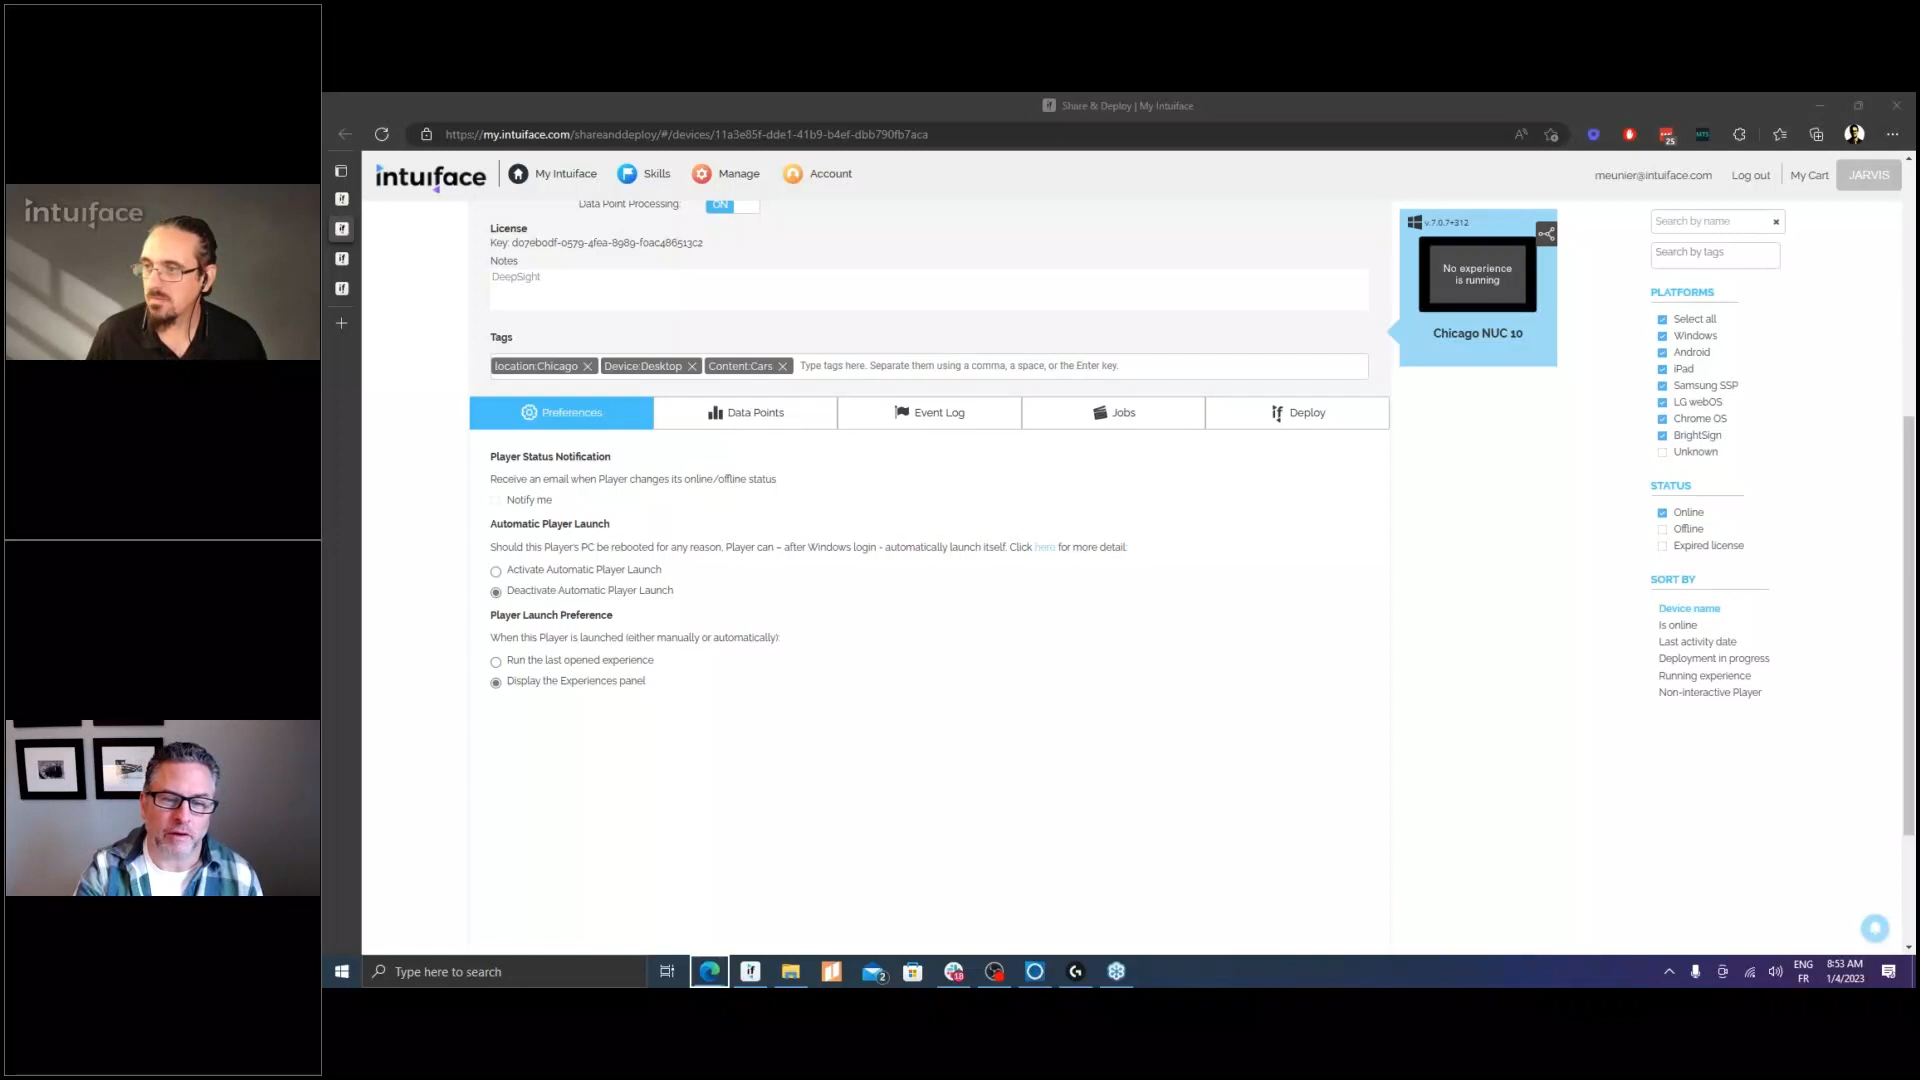 intuiface
Share & Deploy | My Intuiface
https://my.intuiface.com/shareanddeploy/#/devices/11a3e85f-dde1-41b9-b4ef-dbb790fb7aca
25
intuiface
My Intuiface
Skills
Manage
Account
meunier@intuiface.com
Log out
My Cart
JARVIS
Data Point Processing:
ON
License
Key: d07eb0df-0579-4fea-8989-f0ac486513c2
Notes
DeepSight
Tags
location:Chicago
Device:Desktop
Content:Cars
Type tags here. Separate them using a comma, a space, or the Enter key.
Preferences
Data Points
Event Log
Jobs
Deploy
Player Status Notification
Receive an email when Player changes its online/offline status
Notify me
Automatic Player Launch
Should this Player's PC be rebooted for any reason, Player can – after Windows login - automatically launch itself. Click here for more detail:
Activate Automatic Player Launch
Deactivate Automatic Player Launch
Player Launch Preference
When this Player is launched (either manually or automatically):
Run the last opened experience
Display the Experiences panel
v.7.0.7+312
No experience
is running
Chicago NUC 10
Search by name
Search by tags
PLATFORMS
Select all
Windows
Android
iPad
Samsung SSP
LG webOS
Chrome OS
BrightSign
Unknown
STATUS
Online
Offline
Expired license
SORT BY
Device name
Is online
Last activity date
Deployment in progress
Running experience
Non-interactive Player
Type here to search
2
18
ENG
FR
8:53 AM
1/4/2023